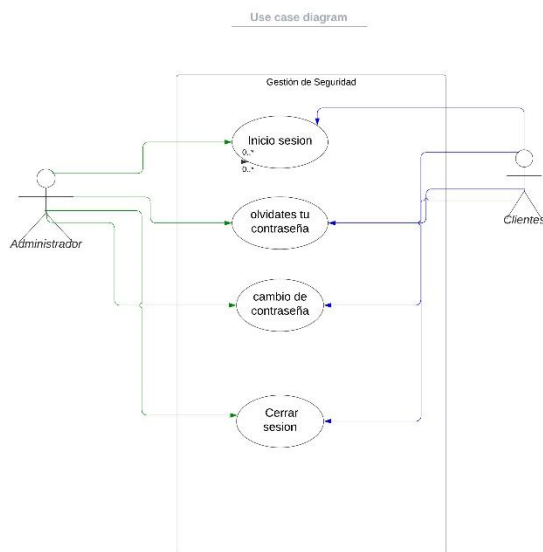 Use case diagram
Gestión de Seguridad
Inicio sesion
0..*
0..*
olvidates tu
contraseña
Administrador
Clientes
cambio de
contraseña
Cerrar
sesion